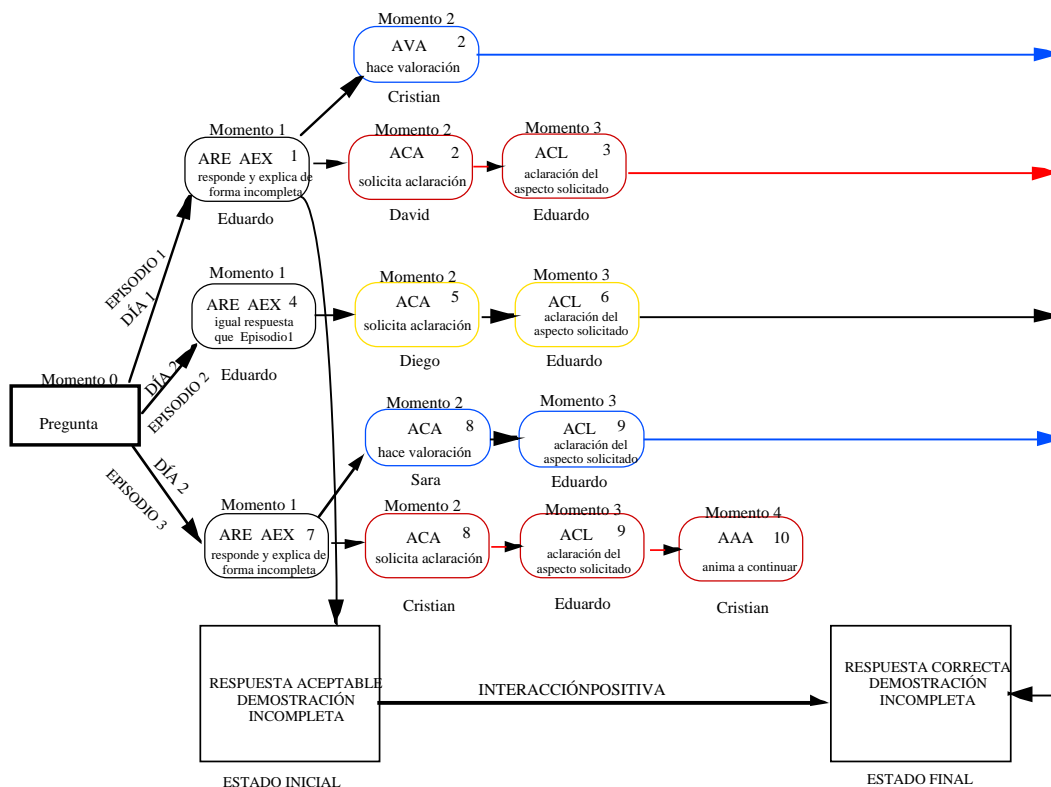 Momento 2
AVA 2
hace valoración
Cristian
Momento 1
ARE AEX 1
responde y explica de
forma incompleta
Eduardo
Momento 2
ACA 2
solicita aclaración
David
Momento 3
ACL 3
aclaración del
aspecto solicitado
Eduardo
EPISODIO 1
DÍA 1
Momento 1
ARE AEX 4
igual respuesta
que Episodio1
Eduardo
Momento 2
ACA 5
solicita aclaración
Diego
Momento 3
ACL 6
aclaración del
aspecto solicitado
Eduardo
Momento 0
Pregunta
DÍA 2
EPISODIO 2
Momento 2
ACA 8
hace valoración
Sara
Momento 3
ACL 9
aclaración del
aspecto solicitado
Eduardo
DÍA 2
EPISODIO 3
Momento 1
ARE AEX 7
responde y explica de
forma incompleta
Momento 2
ACA 8
solicita aclaración
Cristian
Momento 3
ACL 9
aclaración del
aspecto solicitado
Eduardo
Momento 4
AAA 10
anima a continuar
Cristian
RESPUESTA ACEPTABLE
DEMOSTRACIÓN
INCOMPLETA
ESTADO INICIAL
INTERACCIÓNPOSITIVA
RESPUESTA CORRECTA
DEMOSTRACIÓN
INCOMPLETA
ESTADO FINAL